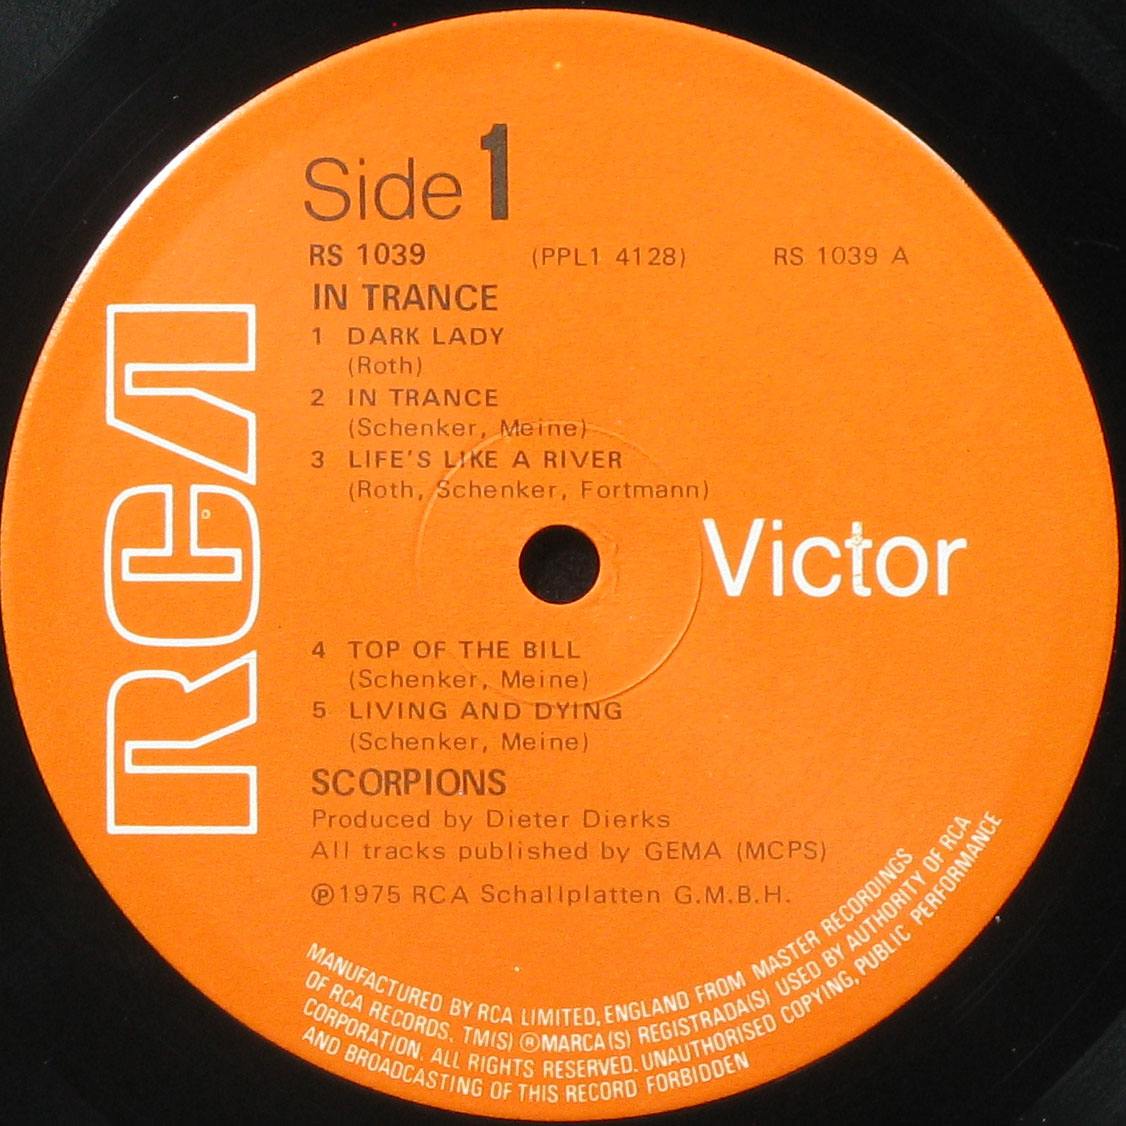 Side 1
RS 1039 (PPL1 4128) RS 1039 A
IN TRANCE
1 DARK LADY
(Roth)
2 IN TRANCE
(Schenker, Meine)
3 LIFE'S LIKE A RIVER
(Roth, Schenker, Fortmann)
RCA
Victor
4 TOP OF THE BILL
(Schenker, Meine)
5 LIVING AND DYING
(Schenker, Meine)
SCORPIONS
Produced by Dieter Dierks
All tracks published by GEMA (MCPS)
℗1975 RCA Schallplatten G.M.B.H.
MANUFACTURED BY RCA LIMITED, ENGLAND FROM MASTER RECORDINGS
OF RCA RECORDS. TM(S) ®MARCA(S) REGISTRADA(S) USED BY AUTHORITY OF RCA
CORPORATION. ALL RIGHTS RESERVED. UNAUTHORISED COPYING, PUBLIC PERFORMANCE
AND BROADCASTING OF THIS RECORD FORBIDDEN